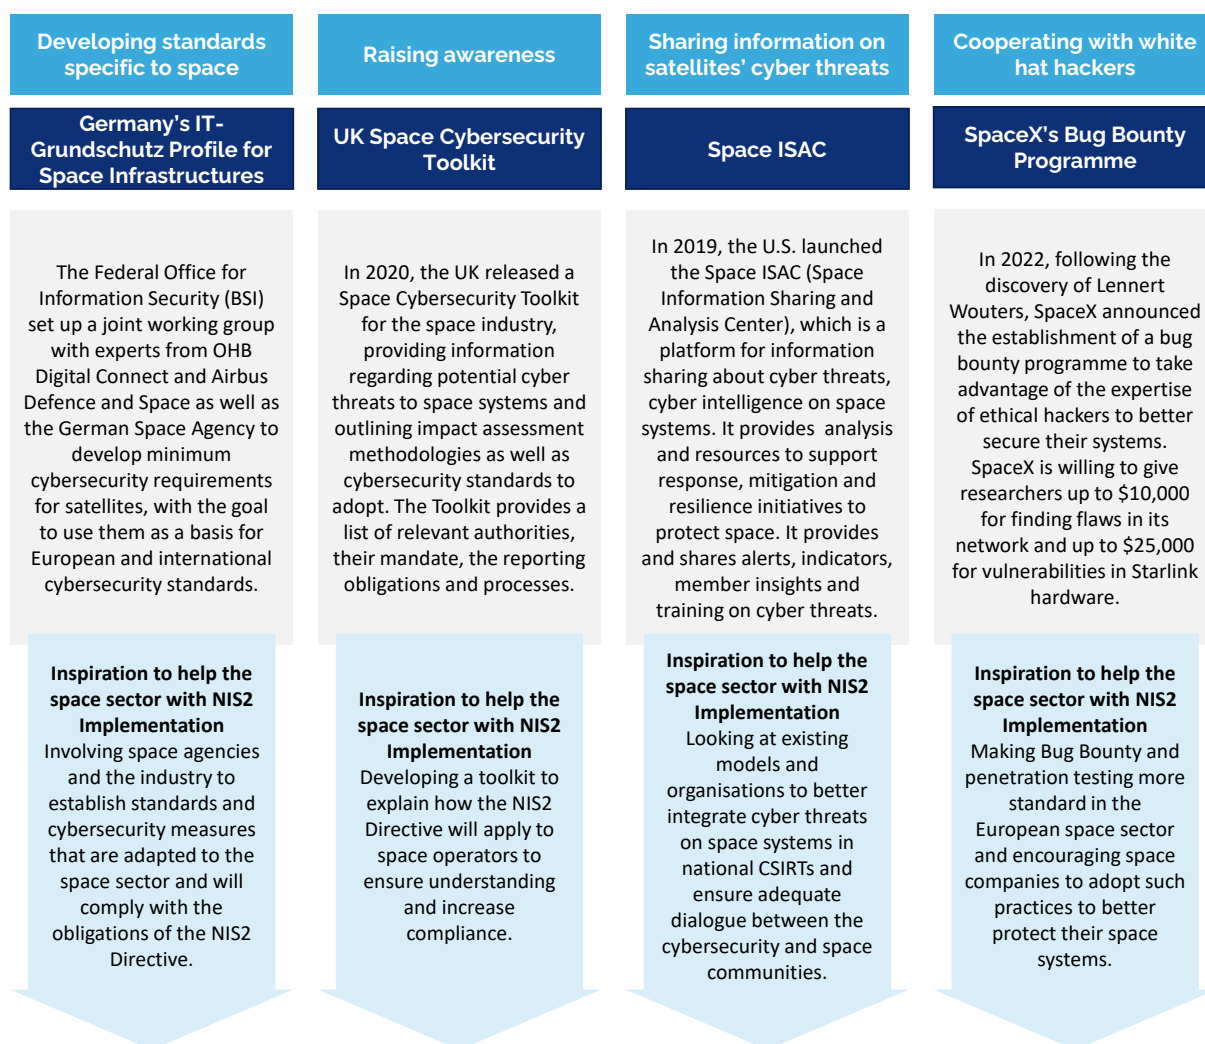 Developing standards
specific to space
Germany's IT-
Grundschutz Profile for
Space Infrastructures
The Federal Office for
Information Security (BSI)
set up a joint working group
with experts from OHB
Digital Connect and Airbus
Defence and Space as well as
the German Space Agency to
develop minimum
cybersecurity requirements
for satellites, with the goal
to use them as a basis for
European and international
cybersecurity standards.
Inspiration to help the
space sector with NIS2
Implementation
Involving space agencies
and the industry to
establish standards and
cybersecurity measures
that are adapted to the
space sector and will
comply with the
obligations of the NIS2
Directive.
Raising awareness
UK Space Cybersecurity
Toolkit
In 2020, the UK released a
Space Cybersecurity Toolkit
for the space industry,
providing information
regarding potential cyber
threats to space systems and
outlining impact assessment
methodologies as well as
cybersecurity standards to
adopt. The Toolkit provides a
list of relevant authorities,
their mandate, the reporting
obligations and processes.
Inspiration to help the
space sector with NIS2
Implementation
Developing a toolkit to
explain how the NIS2
Directive will apply to
space operators to
ensure understanding
and increase
compliance.
Sharing information on
satellites' cyber threats
Space ISAC
In 2019, the U.S. launched
the Space ISAC (Space
Information Sharing and
Analysis Center), which is a
platform for information
sharing about cyber threats,
cyber intelligence on space
systems. It provides  analysis
and resources to support
response, mitigation and
resilience initiatives to
protect space. It provides
and shares alerts, indicators,
member insights and
training on cyber threats.
Inspiration to help the
space sector with NIS2
Implementation
Looking at existing
models and
organisations to better
integrate cyber threats
on space systems in
national CSIRTs and
ensure adequate
dialogue between the
cybersecurity and space
communities.
Cooperating with white
hat hackers
SpaceX's Bug Bounty
Programme
In 2022, following the
discovery of Lennert
Wouters, SpaceX announced
the establishment of a bug
bounty programme to take
advantage of the expertise
of ethical hackers to better
secure their systems.
SpaceX is willing to give
researchers up to $10,000
for finding flaws in its
network and up to $25,000
for vulnerabilities in Starlink
hardware.
Inspiration to help the
space sector with NIS2
Implementation
Making Bug Bounty and
penetration testing more
standard in the
European space sector
and encouraging space
companies to adopt such
practices to better
protect their space
systems.